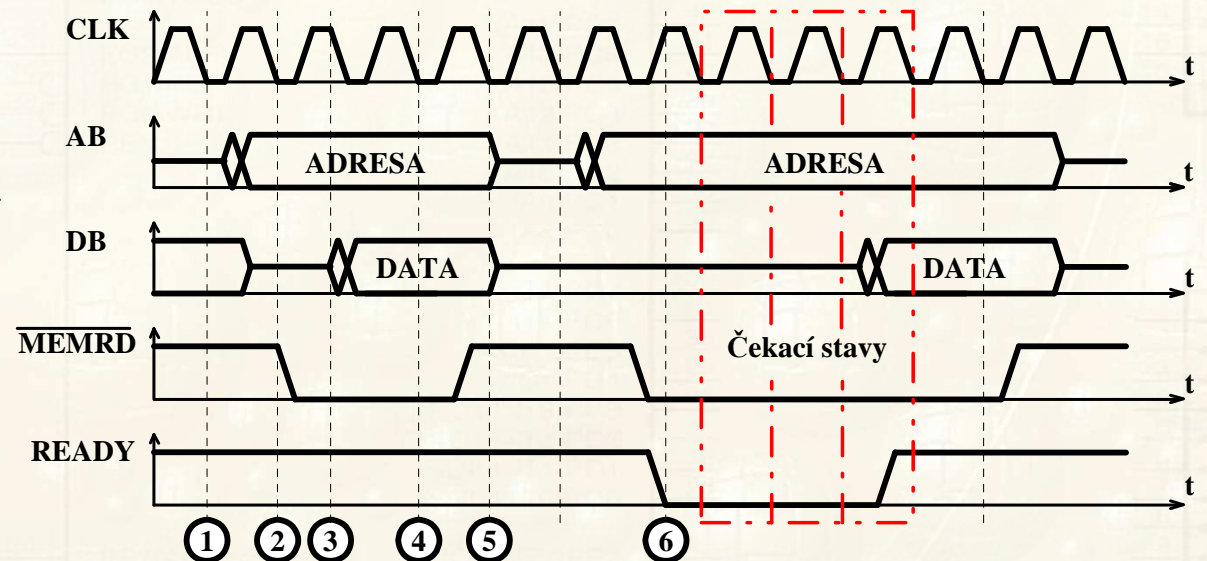 CLK
t
AB
ADRESA
ADRESA
t
DB
DATA
DATA
t
MEMRD
Čekací stavy
t
READY
t
1 2 3 4 5 6